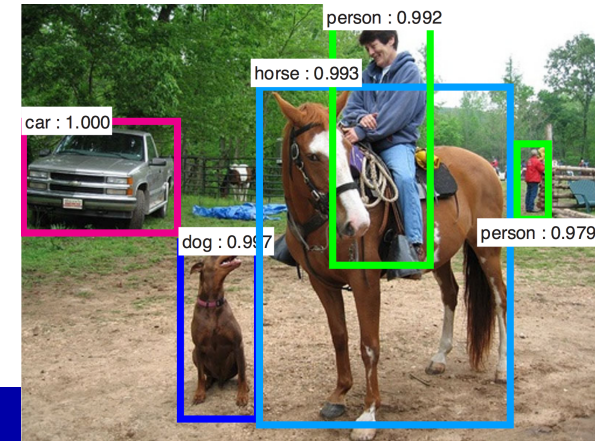 person : 0.992
horse : 0.993
car : 1.000
dog : 0.997
person : 0.979